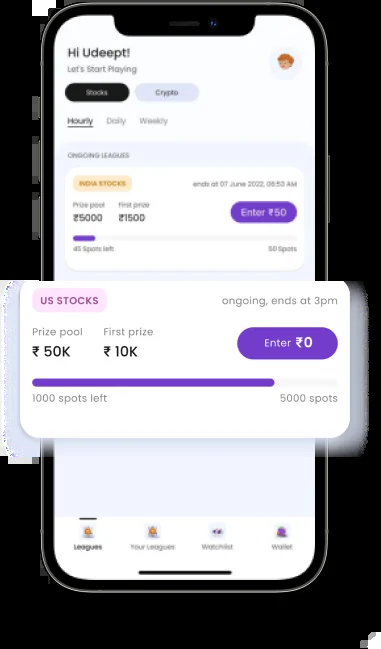 Hi Udeept!
Let's Start Playing
Stocks Crypto
Hourly Daily Weekly
ONGOING LEAGUES
INDIA STOCKS ends at 07 June 2022, 06:53 AM
Prize pool First prize
₹5000 ₹1500
Enter ₹50
45 Spots left 50 Spots
US STOCKS ongoing, ends at 3pm
Prize pool First prize
₹ 50K ₹ 10K
Enter ₹0
1000 spots left 5000 spots
Leagues Your Leagues Watchlist Wallet